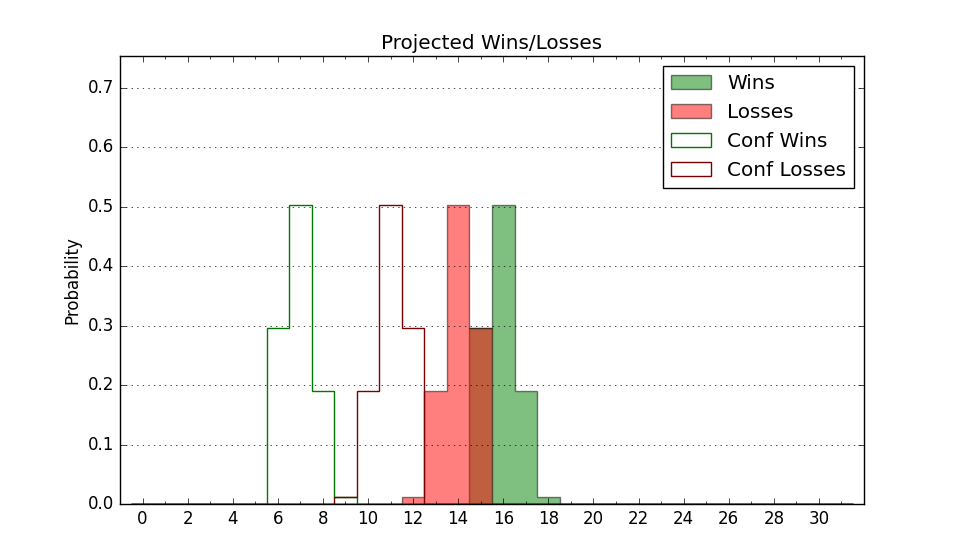 Projected Wins/Losses
Wins
Losses
Conf Wins
Conf Losses
Probability
0.7
0.6
0.5
0.4
0.3
0.2
0.1
0.0
0 2 4 6 8 10 12 14 16 18 20 22 24 26 28 30